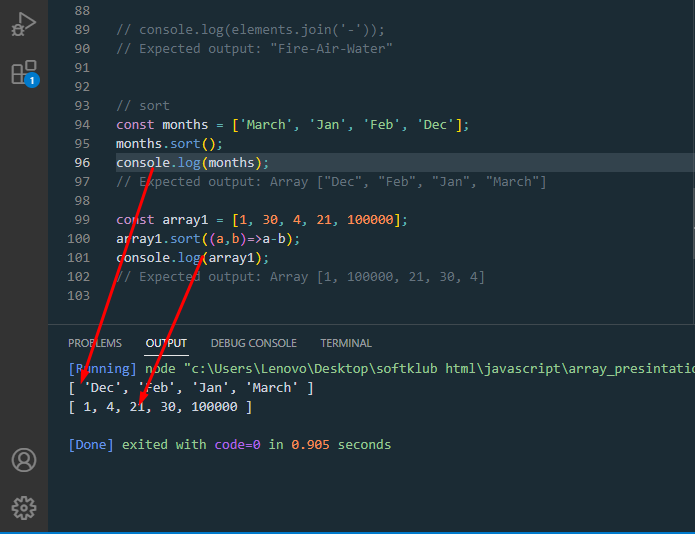 88
89 // console.log(elements.join('-'));
90 // Expected output: "Fire-Air-Water"
91
92
93 // sort
94 const months = ['March', 'Jan', 'Feb', 'Dec'];
95 months.sort();
96 console.log(months);
97 // Expected output: Array ["Dec", "Feb", "Jan", "March"]
98
99 const array1 = [1, 30, 4, 21, 100000];
100 array1.sort((a,b)=>a-b);
101 console.log(array1);
102 // Expected output: Array [1, 100000, 21, 30, 4]
103
1
PROBLEMS OUTPUT DEBUG CONSOLE TERMINAL
[Running] node "c:\Users\Lenovo\Desktop\softklub html\javascript\array_presintatio
[ 'Dec', 'Feb', 'Jan', 'March' ]
[ 1, 4, 21, 30, 100000 ]
[Done] exited with code=0 in 0.905 seconds